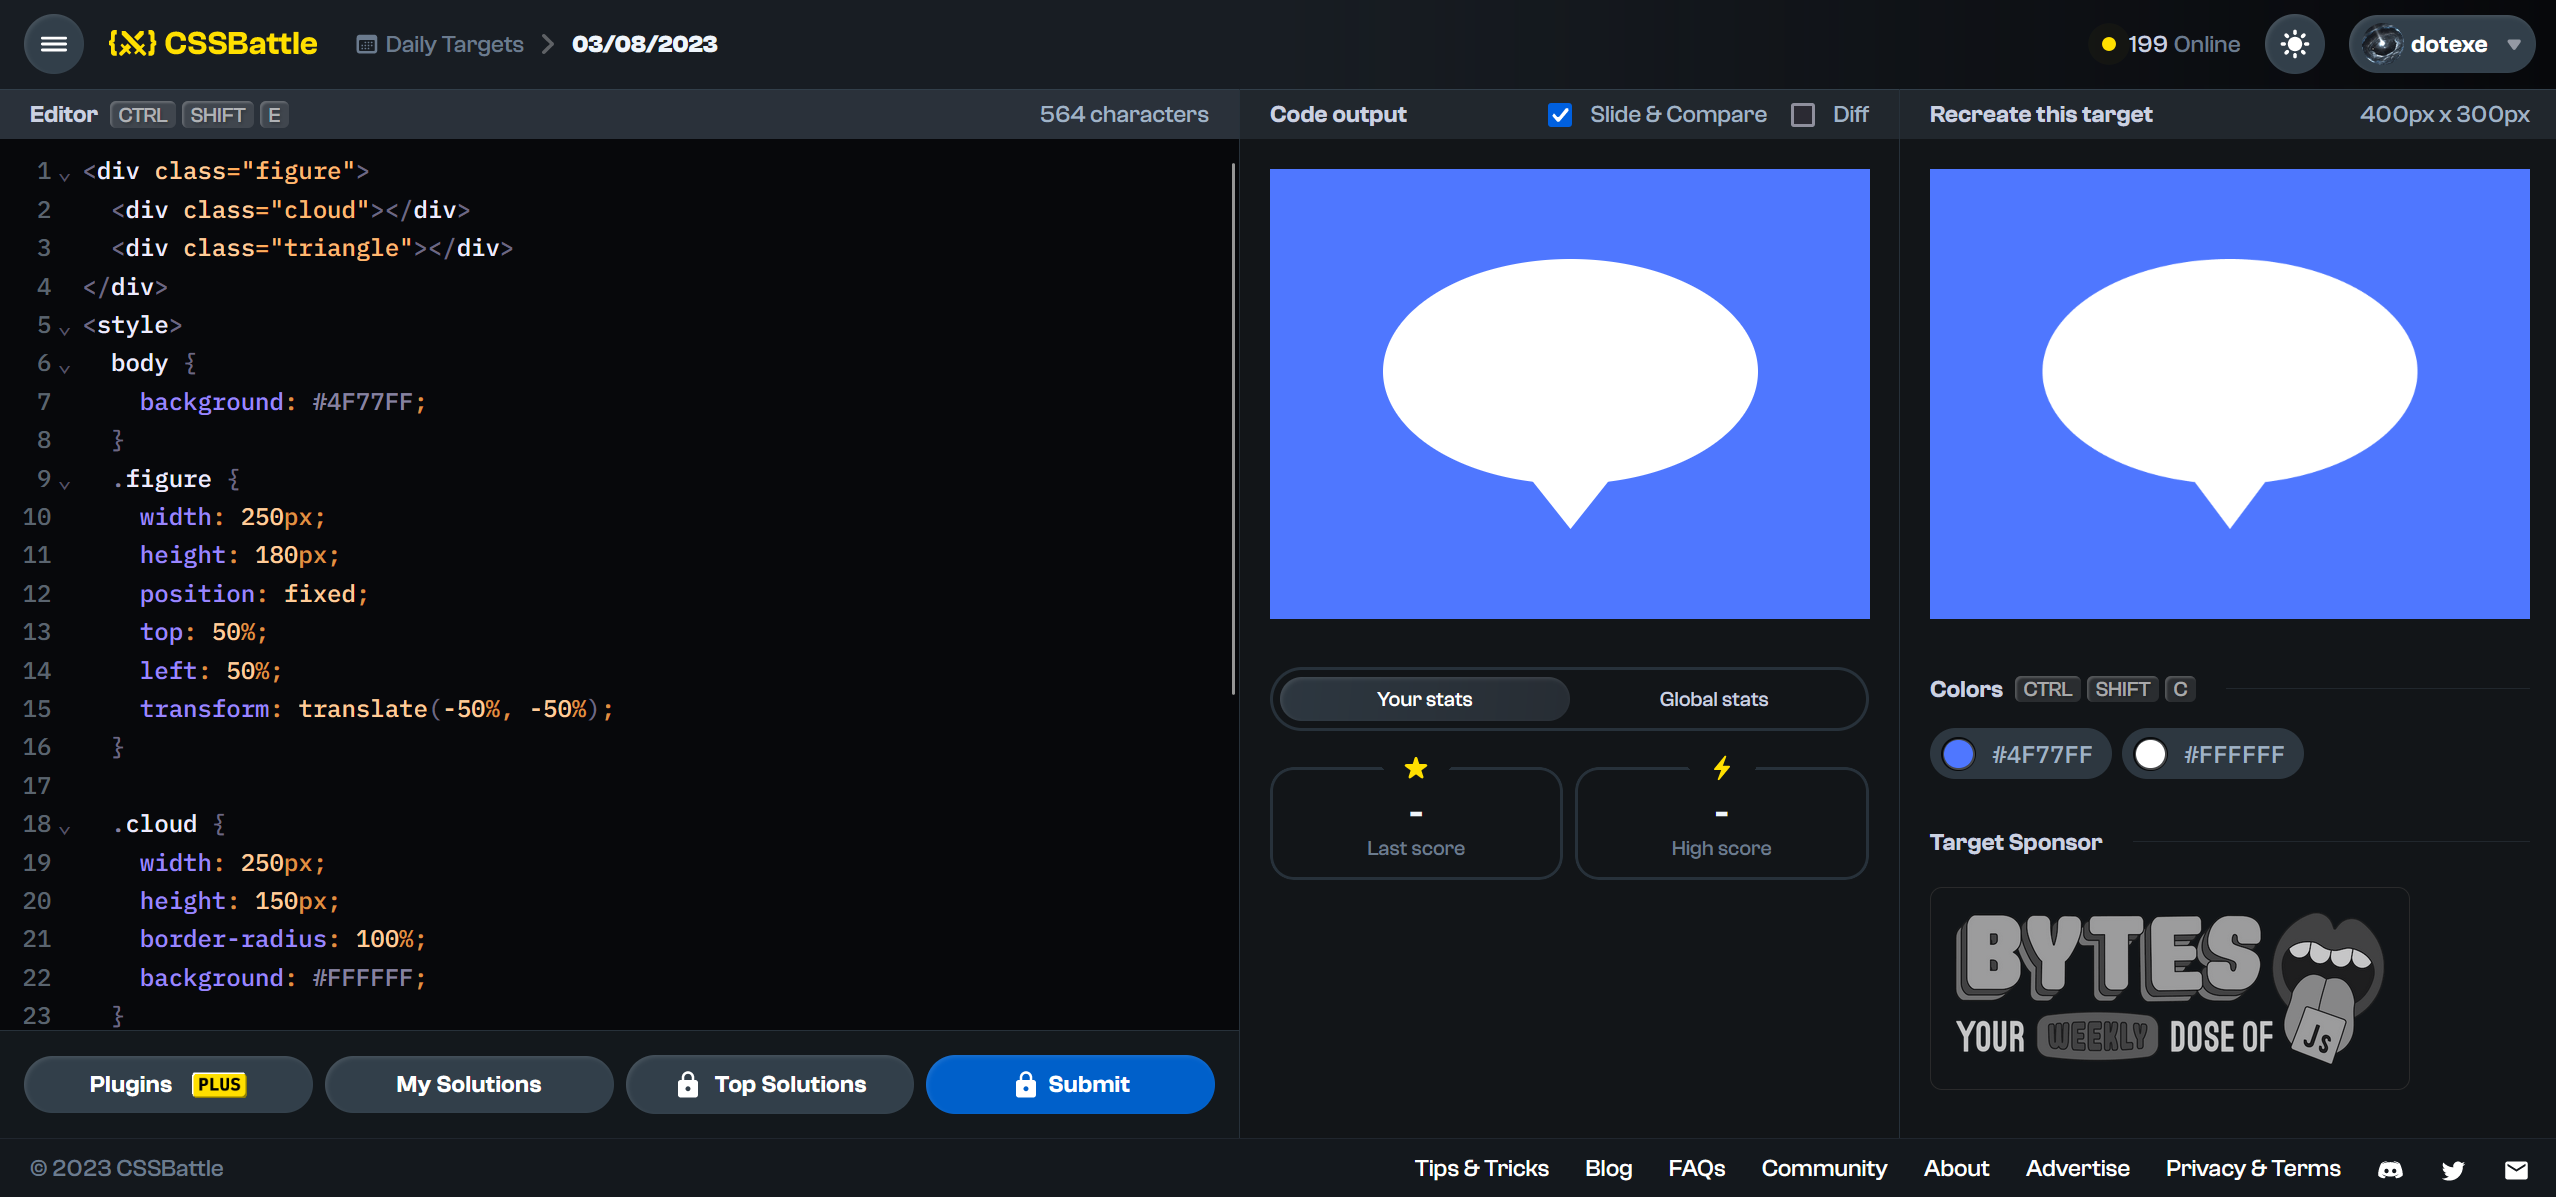 {X} CSSBattle Daily Targets 03/08/2023 199 Online dotexe
Editor CTRL SHIFT E 564 characters
1 <div class="figure">
2 <div class="cloud"></div>
3 <div class="triangle"></div>
4 </div>
5 <style>
6 body {
7 background: #4F77FF;
8 }
9 .figure {
10 width: 250px;
11 height: 180px;
12 position: fixed;
13 top: 50%;
14 left: 50%;
15 transform: translate(-50%, -50%);
16 }
17
18 .cloud {
19 width: 250px;
20 height: 150px;
21 border-radius: 100%;
22 background: #FFFFFF;
23 }
Plugins PLUS My Solutions Top Solutions Submit
Code output Slide & Compare Diff
Your stats Global stats
- -
Last score High score
Recreate this target 400px x 300px
Colors CTRL SHIFT C
#4F77FF #FFFFFF
Target Sponsor
BYTES
YOUR WEEKLY DOSE OF JS
© 2023 CSSBattle Tips & Tricks Blog FAQs Community About Advertise Privacy & Terms